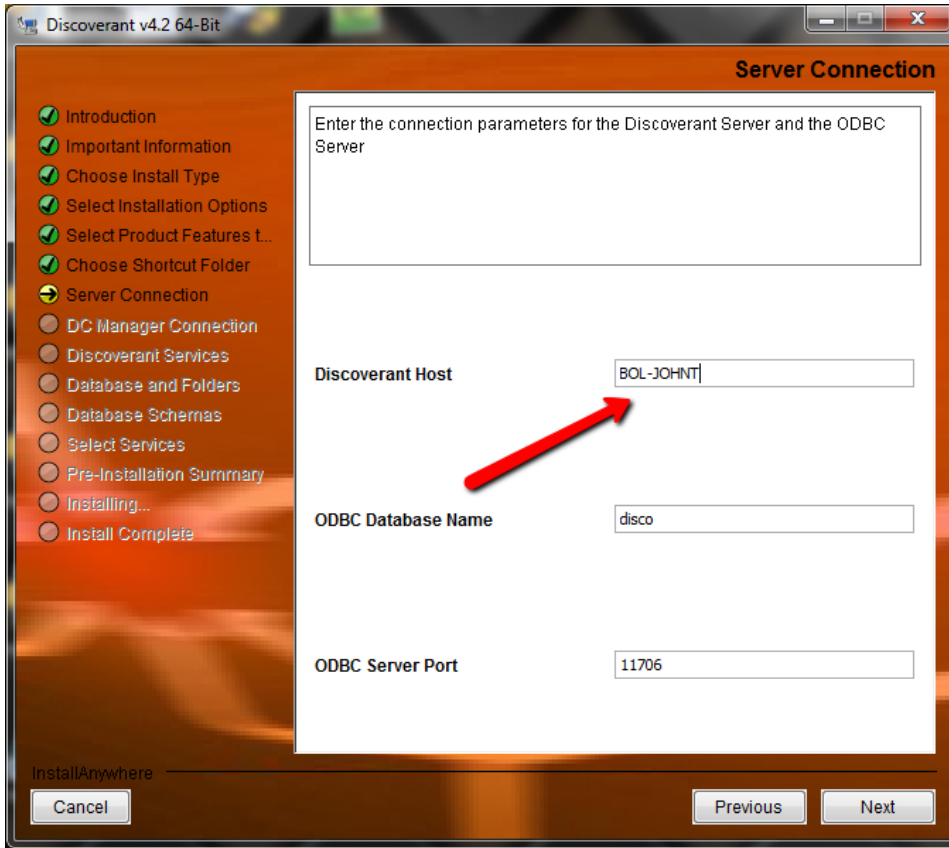 Discoverant v4.2 64-Bit
Server Connection
Introduction
Important Information
Choose Install Type
Select Installation Options
Select Product Features t...
Choose Shortcut Folder
Server Connection
DC Manager Connection
Discoverant Services
Database and Folders
Database Schemas
Select Services
Pre-Installation Summary
Installing...
Install Complete
Enter the connection parameters for the Discoverant Server and the ODBC
Server
Discoverant Host BOL-JOHNT
ODBC Database Name disco
ODBC Server Port 11706
InstallAnywhere
Cancel Previous Next